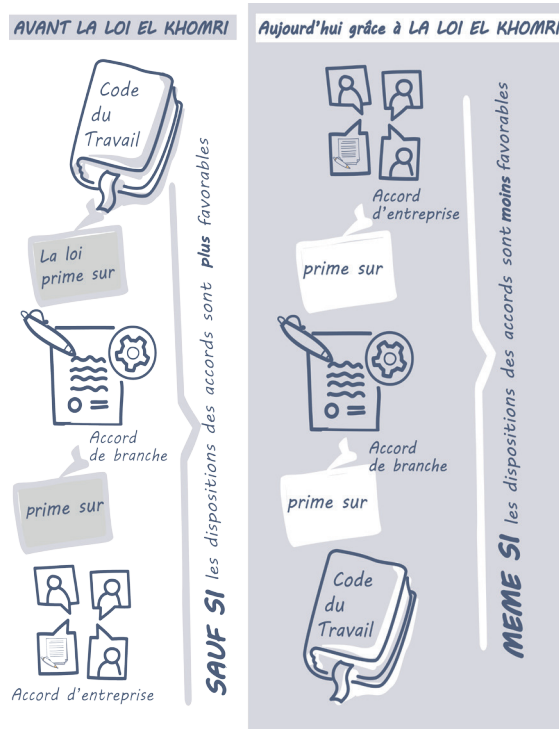 AVANT LA LOI EL KHOMRI
Code
du
Travail
La loi
prime sur
Accord
de branche
prime sur
Accord d'entreprise
SAUF SI les dispositions des accords sont plus favorables
Aujourd'hui grâce à LA LOI EL KHOMRI
Accord
d'entreprise
prime sur
Accord
de branche
prime sur
Code
du
Travail
MEME SI les dispositions des accords sont moins favorables